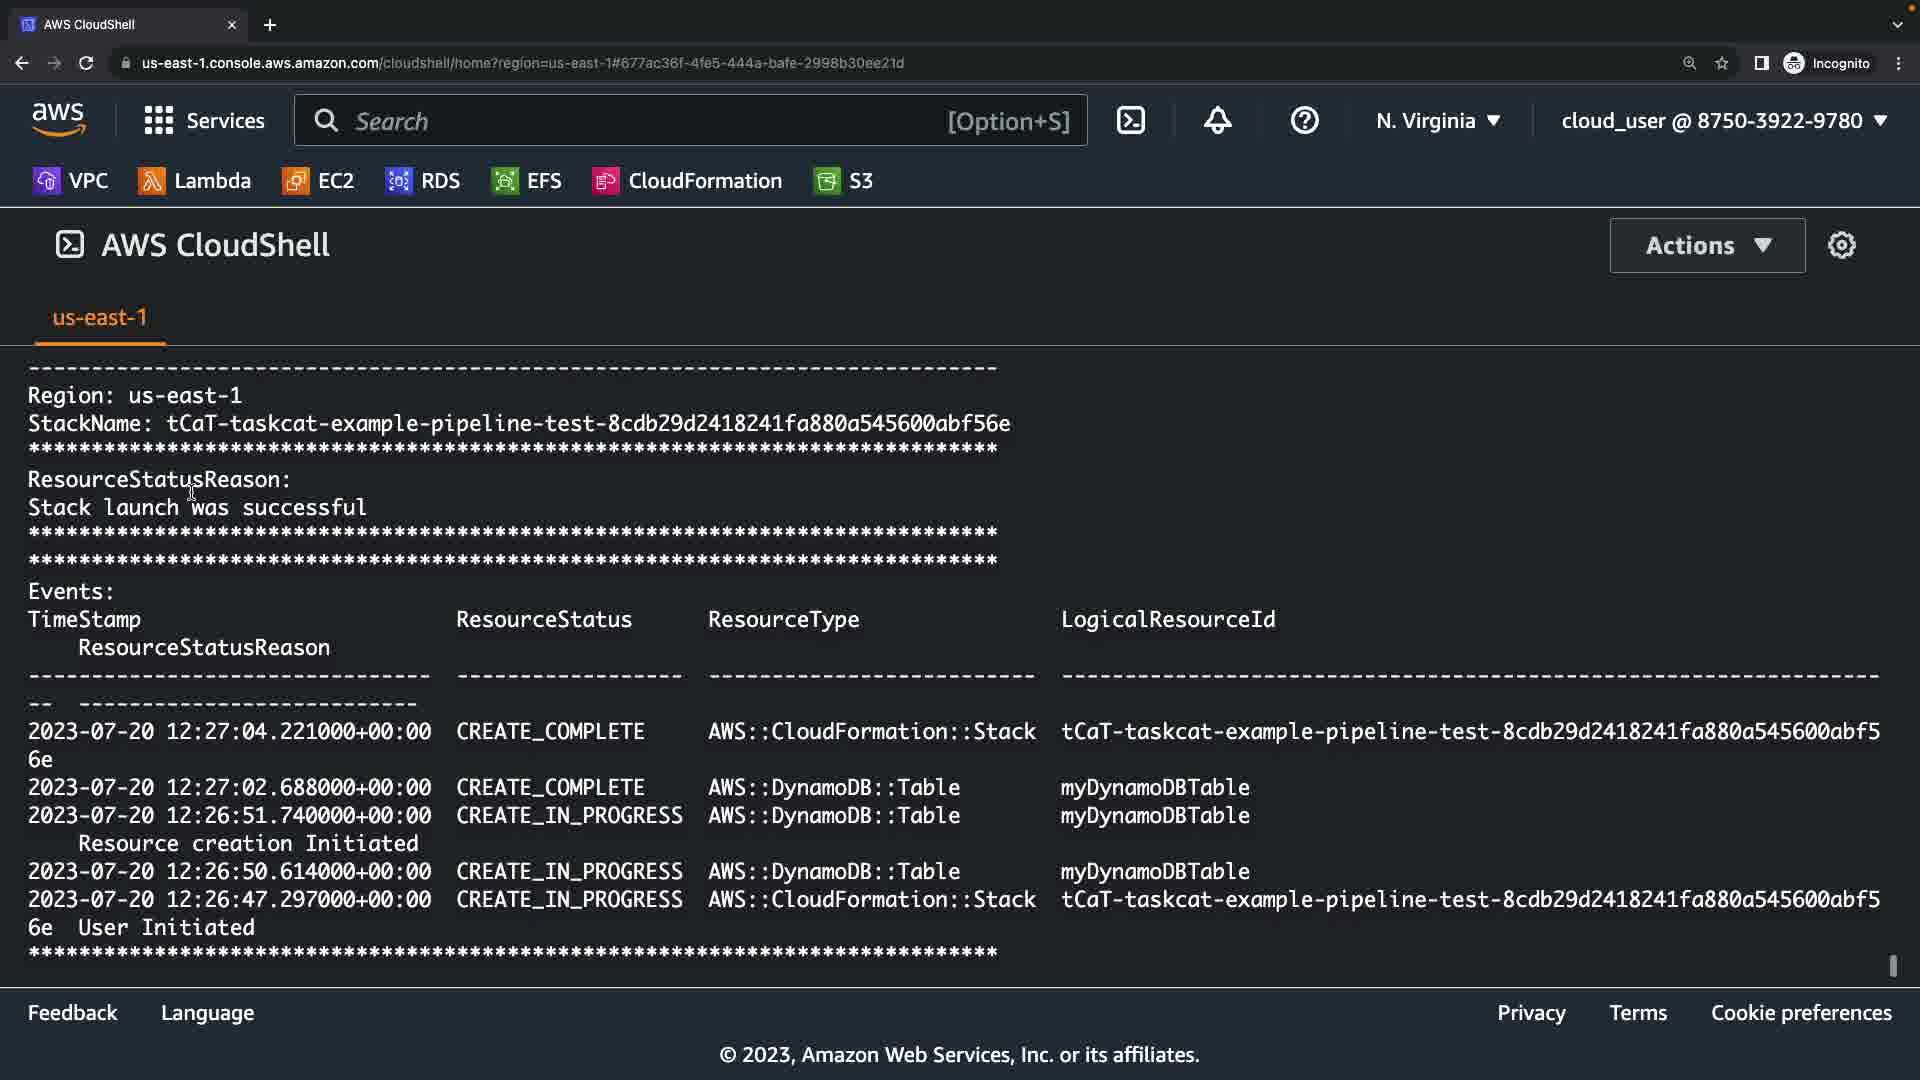 AWS CloudShell
us-east-1.console.aws.amazon.com/cloudshell/home?region=us-east-1#677ac36f-4fe5-444a-bafe-2998b30ee21d
Incognito
aws
Services
Search
[Option+S]
N. Virginia
cloud_user @ 8750-3922-9780
VPC
Lambda
EC2
RDS
EFS
CloudFormation
S3
AWS CloudShell
Actions
us-east-1
-----------------------------------------------------------------------------
Region: us-east-1
StackName: tCaT-taskcat-example-pipeline-test-8cdb29d2418241fa880a545600abf56e
*****************************************************************************
ResourceStatusReason:
Stack launch was successful
*****************************************************************************
*****************************************************************************
Events:
TimeStamp                         ResourceStatus      ResourceType                LogicalResourceId
    ResourceStatusReason
--------------------------------  ------------------  --------------------------  -----------------------------------------------------------------
--  ---------------------------
2023-07-20 12:27:04.221000+00:00  CREATE_COMPLETE     AWS::CloudFormation::Stack  tCaT-taskcat-example-pipeline-test-8cdb29d2418241fa880a545600abf5
6e
2023-07-20 12:27:02.688000+00:00  CREATE_COMPLETE     AWS::DynamoDB::Table        myDynamoDBTable
2023-07-20 12:26:51.740000+00:00  CREATE_IN_PROGRESS  AWS::DynamoDB::Table        myDynamoDBTable
    Resource creation Initiated
2023-07-20 12:26:50.614000+00:00  CREATE_IN_PROGRESS  AWS::DynamoDB::Table        myDynamoDBTable
2023-07-20 12:26:47.297000+00:00  CREATE_IN_PROGRESS  AWS::CloudFormation::Stack  tCaT-taskcat-example-pipeline-test-8cdb29d2418241fa880a545600abf5
6e  User Initiated
*****************************************************************************
Feedback
Language
Privacy
Terms
Cookie preferences
© 2023, Amazon Web Services, Inc. or its affiliates.